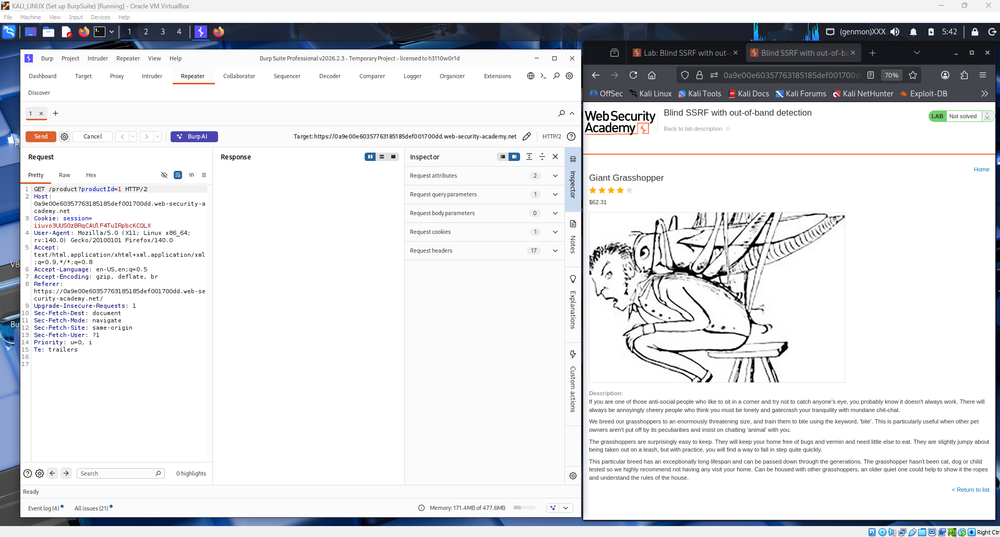 KALI_LINUX (Set up BurpSuite) [Running] - Oracle VM VirtualBox
File Machine View Input Devices Help
1 2 3 4
(genmon)XXX 5:42
Burp Project Intruder Repeater View Help
Burp Suite Professional v2026.2.3 - Temporary Project - licensed to h3110w0r1d
Dashboard Target Proxy Intruder Repeater Collaborator Sequencer Decoder Comparer Logger Organizer Extensions
Discover
1 × +
Send Cancel Burp AI
Target: https://0a9e00e60357763185185def001700dd.web-security-academy.net
HTTP/2
Request
Pretty Raw Hex
\n
1 GET /product?productId=1 HTTP/2
2 Host:
0a9e00e60357763185185def001700dd.web-security-a
cademy.net
3 Cookie: session=
iiuvo3UUS0zBRqCAUlF4TuIRpbcKCQLX
4 User-Agent: Mozilla/5.0 (X11; Linux x86_64;
rv:140.0) Gecko/20100101 Firefox/140.0
5 Accept:
text/html,application/xhtml+xml,application/xml
;q=0.9,*/*;q=0.8
6 Accept-Language: en-US,en;q=0.5
7 Accept-Encoding: gzip, deflate, br
8 Referer:
https://0a9e00e60357763185185def001700dd.web-se
curity-academy.net/
9 Upgrade-Insecure-Requests: 1
10 Sec-Fetch-Dest: document
11 Sec-Fetch-Mode: navigate
12 Sec-Fetch-Site: same-origin
13 Sec-Fetch-User: ?1
14 Priority: u=0, i
15 Te: trailers
16
17
Search
0 highlights
Response
Inspector
Request attributes 2
Request query parameters 1
Request body parameters 0
Request cookies 1
Request headers 17
Inspector
Notes
Explanations
Custom actions
Ready
Event log (4) All issues (21)
Memory: 171.4MB of 477.6MB
Lab: Blind SSRF with out-
Blind SSRF with out-of-ba
0a9e00e60357763185185def001700d
70%
OffSec Kali Linux Kali Tools Kali Docs Kali Forums Kali NetHunter Exploit-DB
Web Security
Academy
Blind SSRF with out-of-band detection
Back to lab description
LAB Not solved
Home
Giant Grasshopper
$62.31
Description:
If you are one of those anti-social people who like to sit in a corner and try not to catch anyone's eye, you probably know it doesn't always work. There will
always be annoyingly cheery people who think you must be lonely and gatecrash your tranquility with mundane chit-chat.
We breed our grasshoppers to an enormously threatening size, and train them to bite using the keyword, 'bite'. This is particularly useful when other pet
owners aren't put off by its peculiarities and insist on chatting 'animal' with you.
The grasshoppers are surprisingly easy to keep. They will keep your home free of bugs and vermin and need little else to eat. They are slightly jumpy about
being taken out on a leash, but with practice, you will find a way to fall in step quite quickly.
This particular breed has an exceptionally long lifespan and can be passed down through the generations. The grasshopper hasn't been cat, dog or child
tested so we highly recommend not having any visit your home. Can be housed with other grasshoppers, an older quiet one could help to show it the ropes
and understand the rules of the house.
< Return to list
Right Ctr